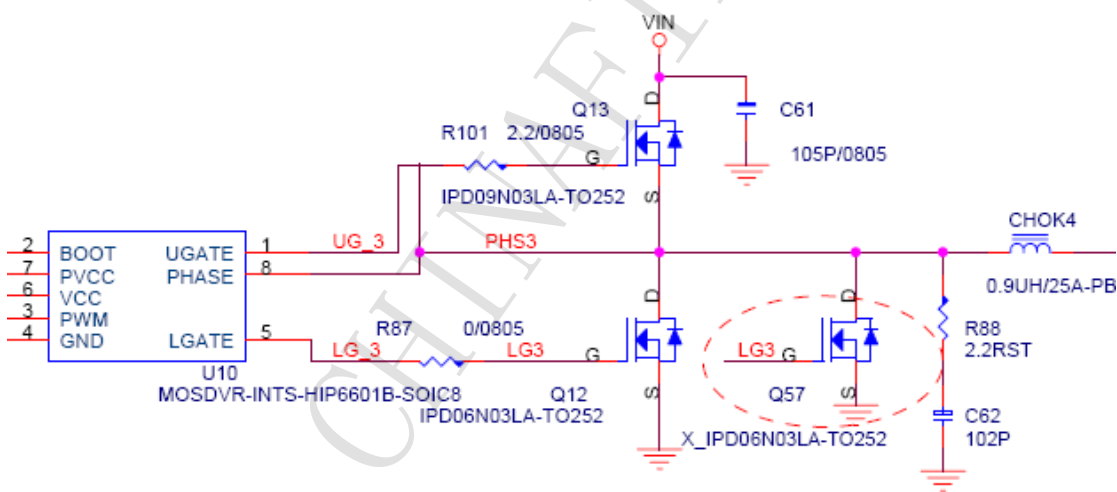 VIN
Q13
D
C61
R101 2.2/0805
G
105P/0805
IPD09N03LA-TO252
S
CHOK4
2 BOOT UGATE 1 UG_3 PHS3
7 PVCC PHASE 8
0.9UH/25A-PB
6 VCC
3 PWM
4 GND LGATE 5
R87 0/0805
LG_3 LG3 G
D
S
LG3 G
D
S
R88
2.2RST
U10
MOSDVR-INTS-HIP6601B-SOIC8
Q12
IPD06N03LA-TO252
Q57
X_IPD06N03LA-TO252
C62
102P